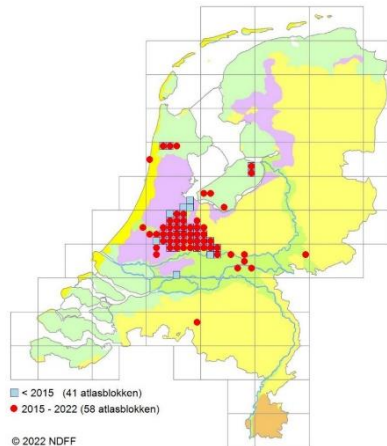 < 2015 (41 atlasblokken)
2015 - 2022 (58 atlasblokken)
© 2022 NDFF